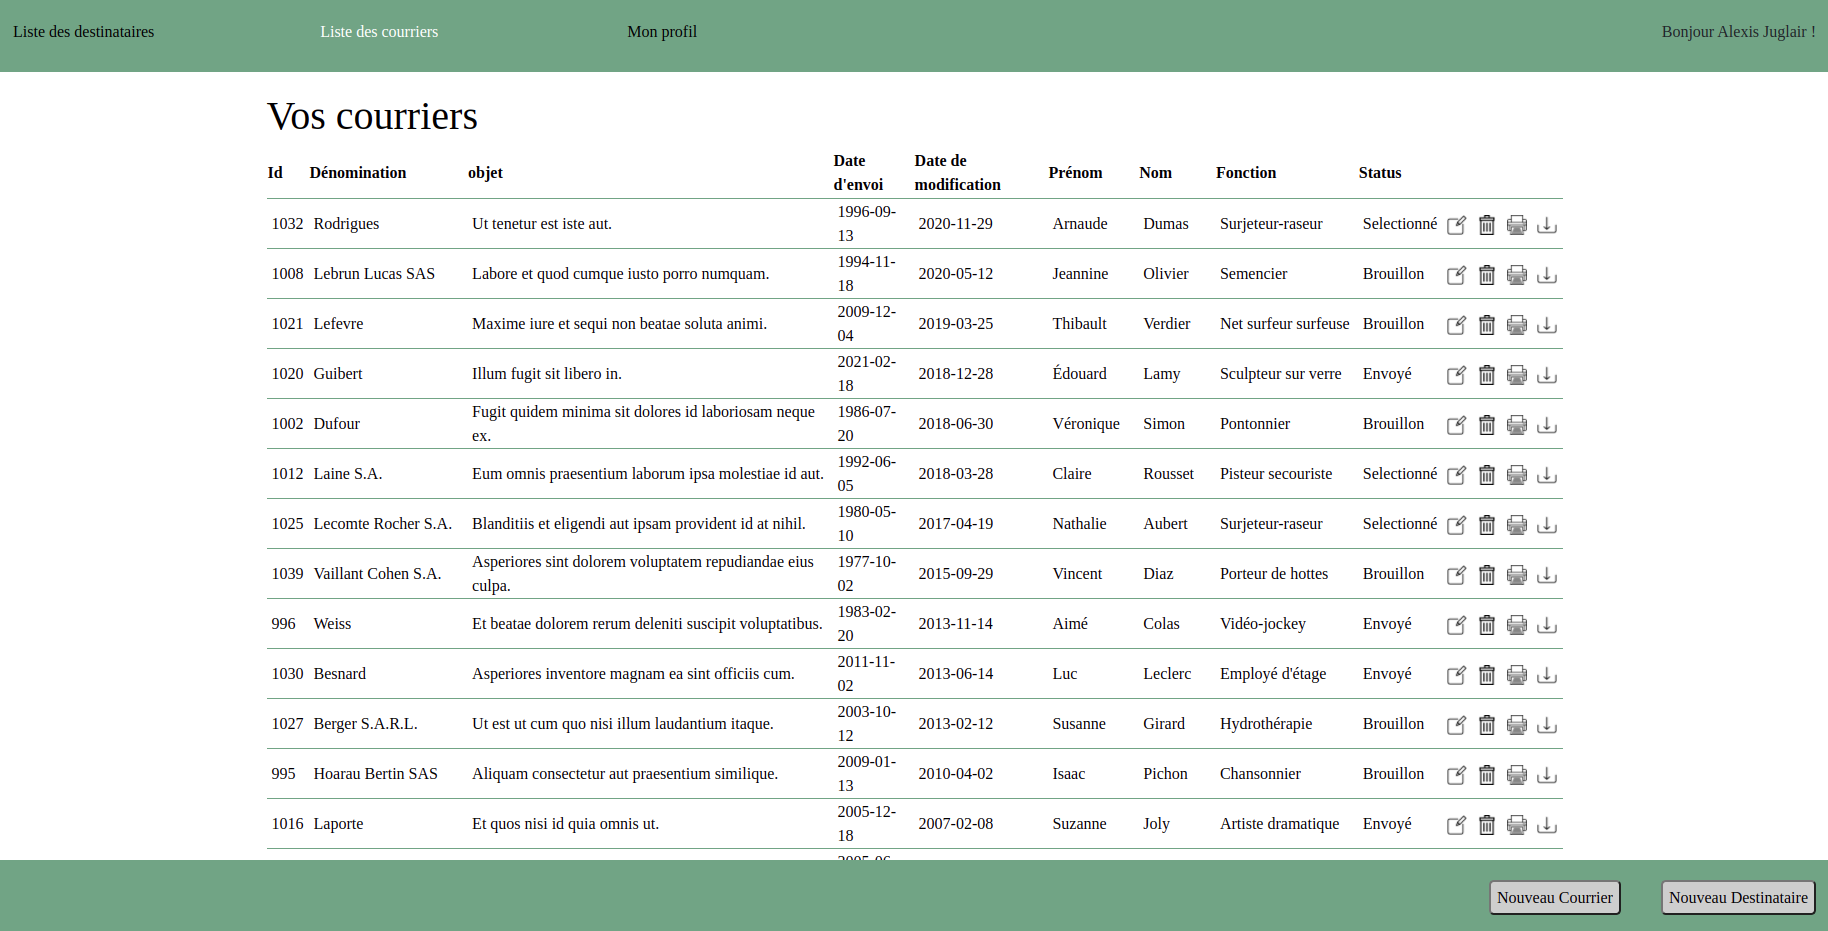 Liste des destinataires Liste des courriers Mon profil Bonjour Alexis Juglair !
Vos courriers
Id Dénomination objet Date d'envoi Date de modification Prénom Nom Fonction Status
1032 Rodrigues Ut tenetur est iste aut. 1996-09-13 2020-11-29 Arnaude Dumas Surjeteur-raseur Selectionné
1008 Lebrun Lucas SAS Labore et quod cumque iusto porro numquam. 1994-11-18 2020-05-12 Jeannine Olivier Semencier Brouillon
1021 Lefevre Maxime iure et sequi non beatae soluta animi. 2009-12-04 2019-03-25 Thibault Verdier Net surfeur surfeuse Brouillon
1020 Guibert Illum fugit sit libero in. 2021-02-18 2018-12-28 Édouard Lamy Sculpteur sur verre Envoyé
1002 Dufour Fugit quidem minima sit dolores id laboriosam neque ex. 1986-07-20 2018-06-30 Véronique Simon Pontonnier Brouillon
1012 Laine S.A. Eum omnis praesentium laborum ipsa molestiae id aut. 1992-06-05 2018-03-28 Claire Rousset Pisteur secouriste Selectionné
1025 Lecomte Rocher S.A. Blanditiis et eligendi aut ipsam provident id at nihil. 1980-05-10 2017-04-19 Nathalie Aubert Surjeteur-raseur Selectionné
1039 Vaillant Cohen S.A. Asperiores sint dolorem voluptatem repudiandae eius culpa. 1977-10-02 2015-09-29 Vincent Diaz Porteur de hottes Brouillon
996 Weiss Et beatae dolorem rerum deleniti suscipit voluptatibus. 1983-02-20 2013-11-14 Aimé Colas Vidéo-jockey Envoyé
1030 Besnard Asperiores inventore magnam ea sint officiis cum. 2011-11-02 2013-06-14 Luc Leclerc Employé d'étage Envoyé
1027 Berger S.A.R.L. Ut est ut cum quo nisi illum laudantium itaque. 2003-10-12 2013-02-12 Susanne Girard Hydrothérapie Brouillon
995 Hoarau Bertin SAS Aliquam consectetur aut praesentium similique. 2009-01-13 2010-04-02 Isaac Pichon Chansonnier Brouillon
1016 Laporte Et quos nisi id quia omnis ut. 2005-12-18 2007-02-08 Suzanne Joly Artiste dramatique Envoyé
Nouveau Courrier Nouveau Destinataire